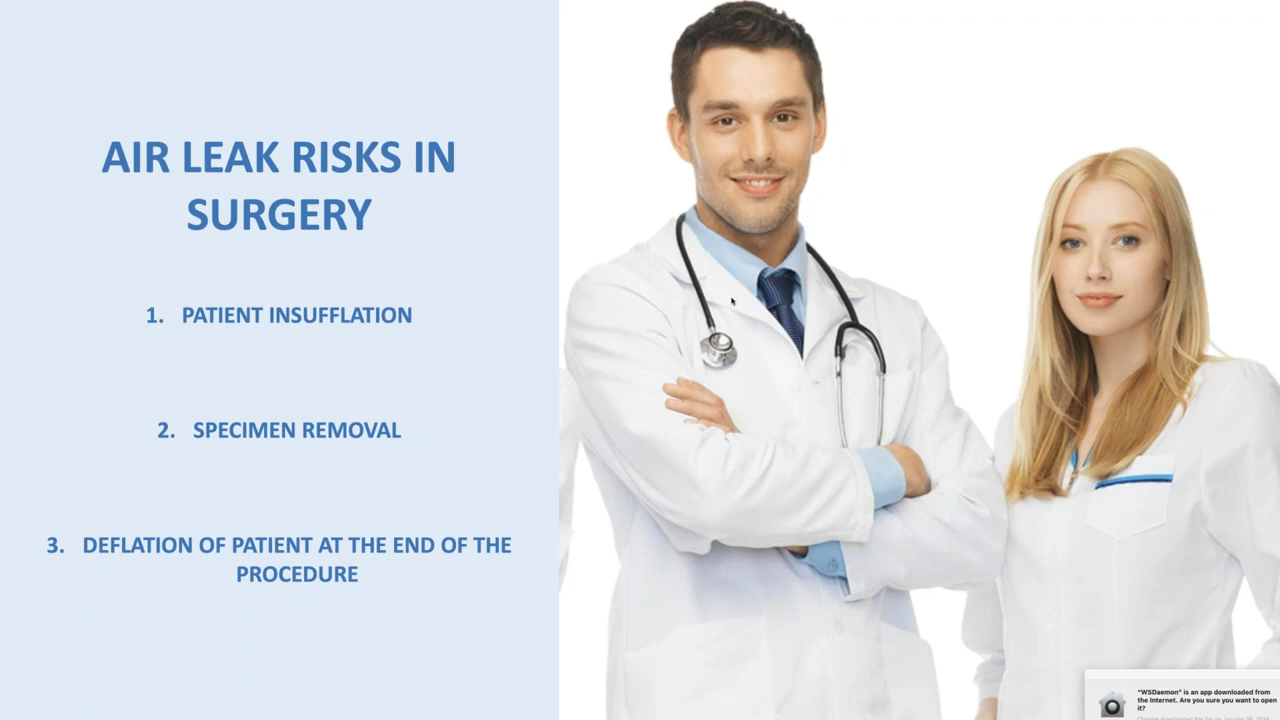 AIR LEAK RISKS IN
SURGERY
1. PATIENT INSUFFLATION
2. SPECIMEN REMOVAL
3. DEFLATION OF PATIENT AT THE END OF THE
PROCEDURE
“WSDaemon” is an app downloaded from
the Internet. Are you sure you want to open
it?